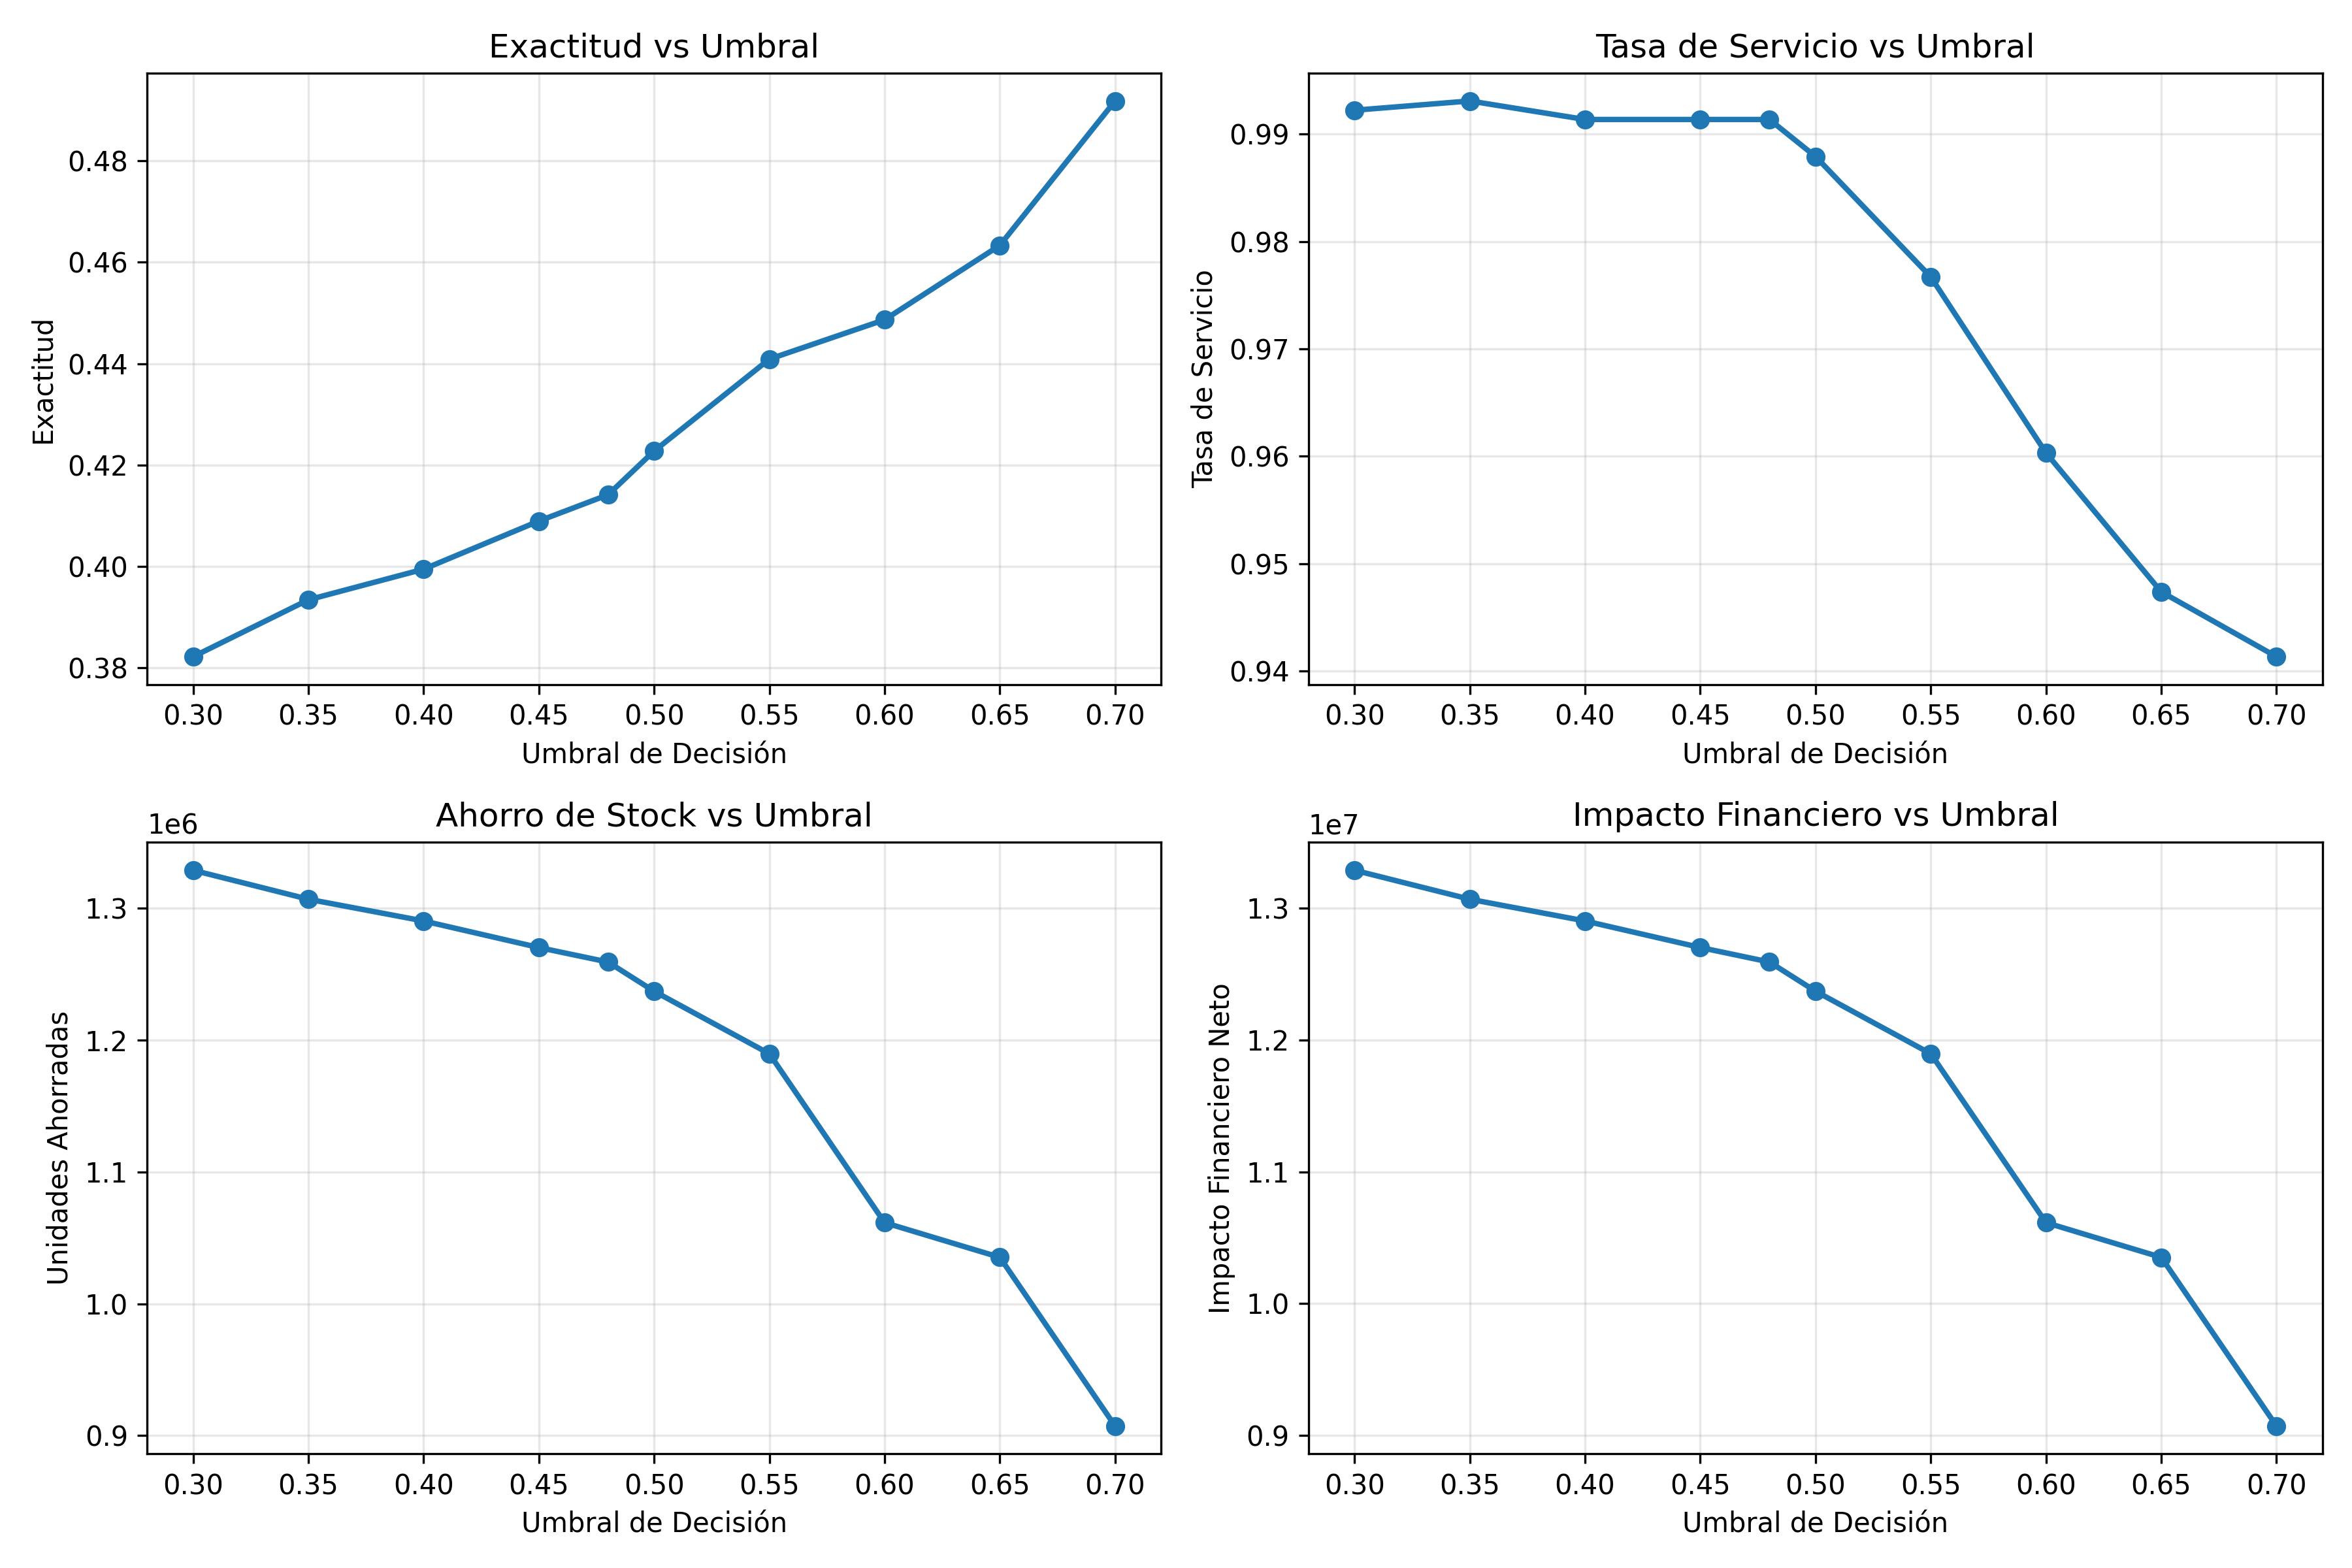 Exactitud vs Umbral
Exactitud
0.48
0.46
0.44
0.42
0.40
0.38
0.30 0.35 0.40 0.45 0.50 0.55 0.60 0.65 0.70
Umbral de Decisión
Tasa de Servicio vs Umbral
Tasa de Servicio
0.99
0.98
0.97
0.96
0.95
0.94
0.30 0.35 0.40 0.45 0.50 0.55 0.60 0.65 0.70
Umbral de Decisión
Ahorro de Stock vs Umbral
1e6
Unidades Ahorradas
1.3
1.2
1.1
1.0
0.9
0.30 0.35 0.40 0.45 0.50 0.55 0.60 0.65 0.70
Umbral de Decisión
Impacto Financiero vs Umbral
1e7
Impacto Financiero Neto
1.3
1.2
1.1
1.0
0.9
0.30 0.35 0.40 0.45 0.50 0.55 0.60 0.65 0.70
Umbral de Decisión